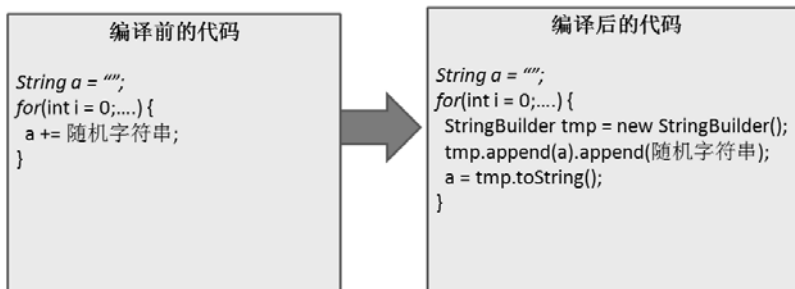 编译前的代码
String a = “”;
for(int i = 0;....) {
a += 随机字符串;
}
编译后的代码
String a = “”;
for(int i = 0;....) {
StringBuilder tmp = new StringBuilder();
tmp.append(a).append(随机字符串);
a = tmp.toString();
}